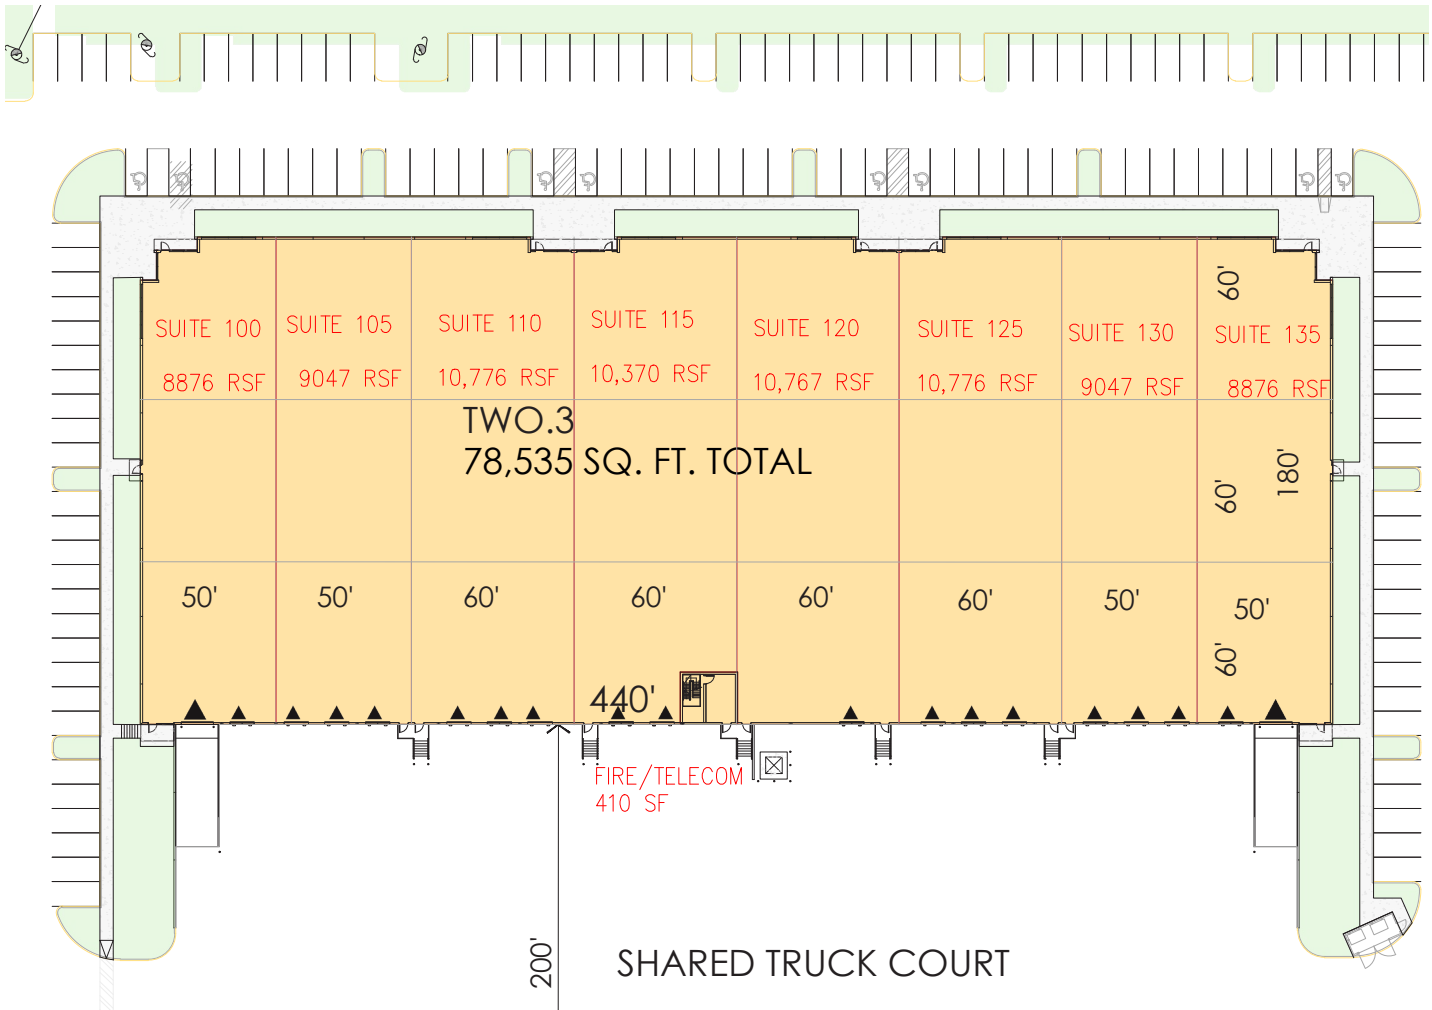 SUITE 100
8876 RSF
SUITE 105
9047 RSF
SUITE 110
10,776 RSF
SUITE 115
10,370 RSF
SUITE 120
10,767 RSF
SUITE 125
10,776 RSF
SUITE 130
9047 RSF
SUITE 135
8876 RSF
60'
TWO.3
78,535 SQ. FT. TOTAL
60'
180'
50'
50'
60'
60'
60'
60'
50'
50'
60'
440'
FIRE/TELECOM
410 SF
200'
SHARED TRUCK COURT